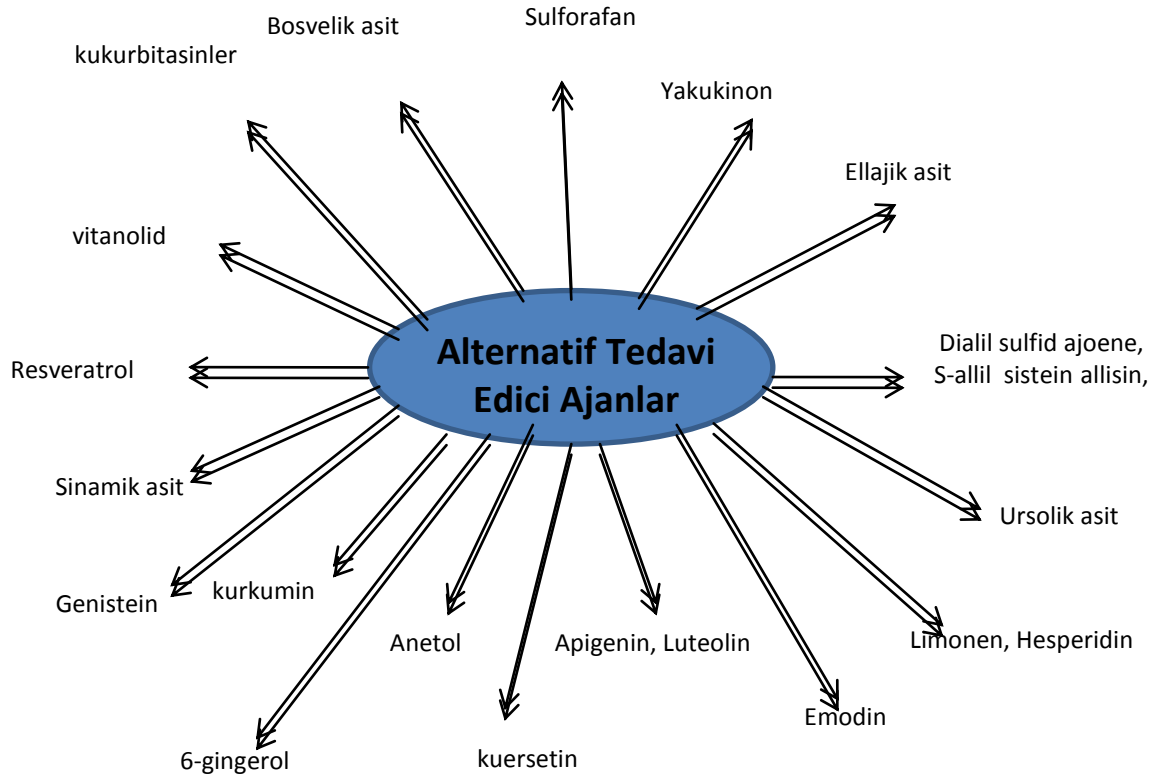 Sulforafan
Bosvelik asit
kukurbitasinler
Yakukinon
Ellajik asit
vitanolid
Alternatif Tedavi
Edici Ajanlar
Dialil sulfid ajoene,
S-allil sistein allisin,
Resveratrol
Sinamik asit
Ursolik asit
kurkumin
Genistein
Anetol
Apigenin, Luteolin
Limonen, Hesperidin
Emodin
6-gingerol
kuersetin